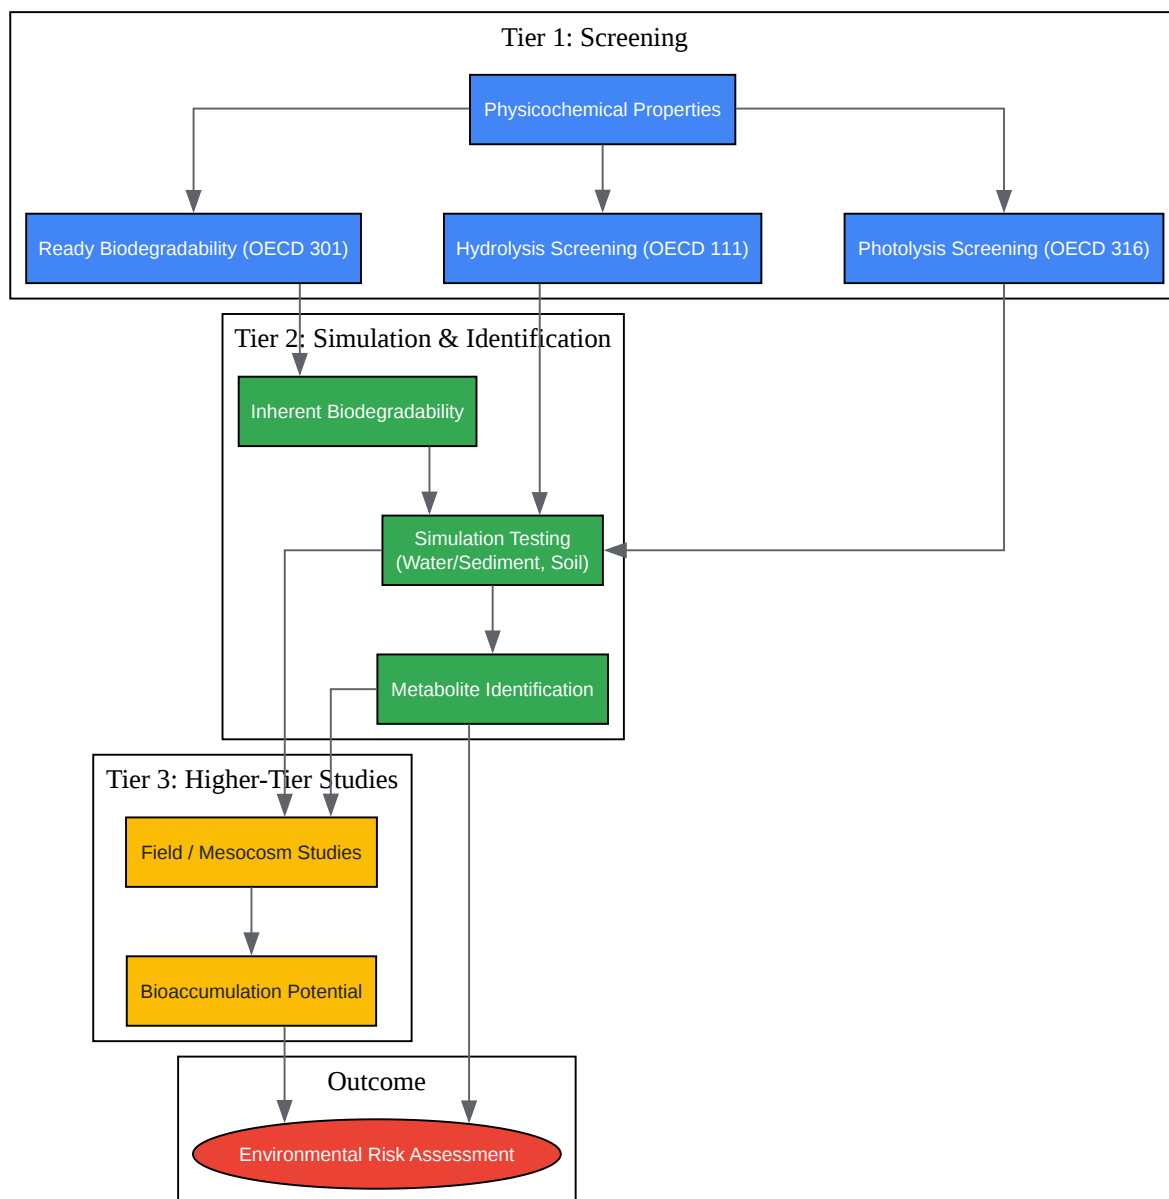 Tier 1: Screening
Physicochemical Properties
Ready Biodegradability (OECD 301)
Hydrolysis Screening (OECD 111)
Photolysis Screening (OECD 316)
Tier 2: Simulation & Identification
Inherent Biodegradability
Simulation Testing
(Water/Sediment, Soil)
Metabolite Identification
Tier 3: Higher-Tier Studies
Field / Mesocosm Studies
Bioaccumulation Potential
Outcome
Environmental Risk Assessment